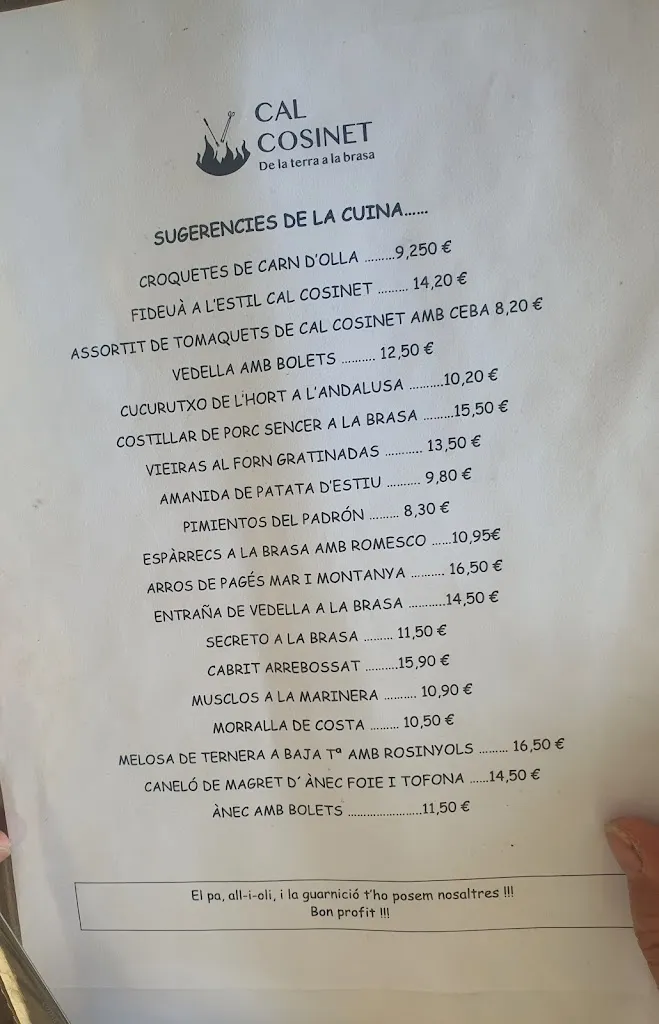 CAL
COSINET
De la terra a la brasa
SUGERENCIES DE LA CUINA......
CROQUETES DE CARN D'OLLA .........9,250 €
FIDEUÀ A L'ESTIL CAL COSINET ......... 14,20 €
ASSORTIT DE TOMAQUETS DE CAL COSINET AMB CEBA 8,20 €
VEDELLA AMB BOLETS .......... 12,50 €
CUCURUTXO DE L'HORT A L'ANDALUSA ..........10,20 €
COSTILLAR DE PORC SENCER A LA BRASA .........15,50 €
VIEIRAS AL FORN GRATINADAS ........... 13,50 €
AMANIDA DE PATATA D'ESTIU .......... 9,80 €
PIMIENTOS DEL PADRÓN ......... 8,30 €
ESPÀRRECS A LA BRASA AMB ROMESCO ......10,95€
ARROS DE PAGÉS MAR I MONTANYA .......... 16,50 €
ENTRAÑA DE VEDELLA A LA BRASA ...........14,50 €
SECRETO A LA BRASA ......... 11,50 €
CABRIT ARREBOSSAT ..........15,90 €
MUSCLOS A LA MARINERA .......... 10,90 €
MORRALLA DE COSTA ......... 10,50 €
MELOSA DE TERNERA A BAJA Tª AMB ROSINYOLS ......... 16,50 €
CANELÓ DE MAGRET D´ ÀNEC FOIE I TOFONA ......14,50 €
ÀNEC AMB BOLETS .......................11,50 €
El pa, all-i-oli, i la guarnició t'ho posem nosaltres !!!
Bon profit !!!